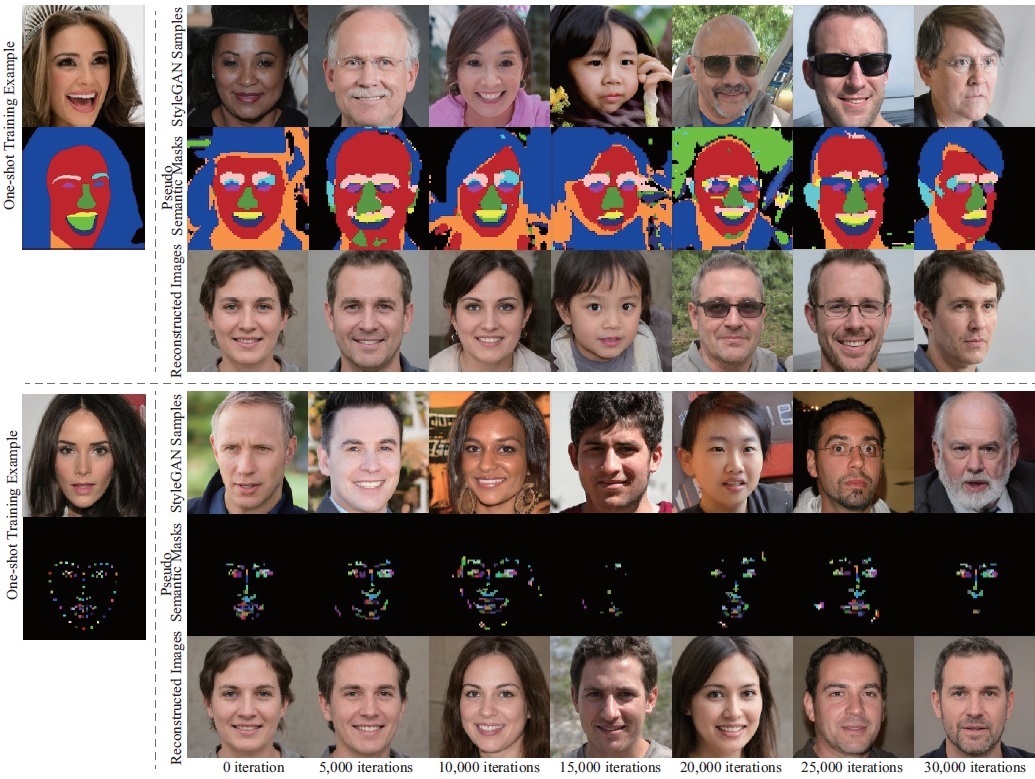 One-shot Training Example
StyleGAN Samples
Pseudo
Semantic Masks
Reconstructed Images
One-shot Training Example
StyleGAN Samples
Pseudo
Semantic Masks
Reconstructed Images
0 iteration 5,000 iterations 10,000 iterations 15,000 iterations 20,000 iterations 25,000 iterations 30,000 iterations